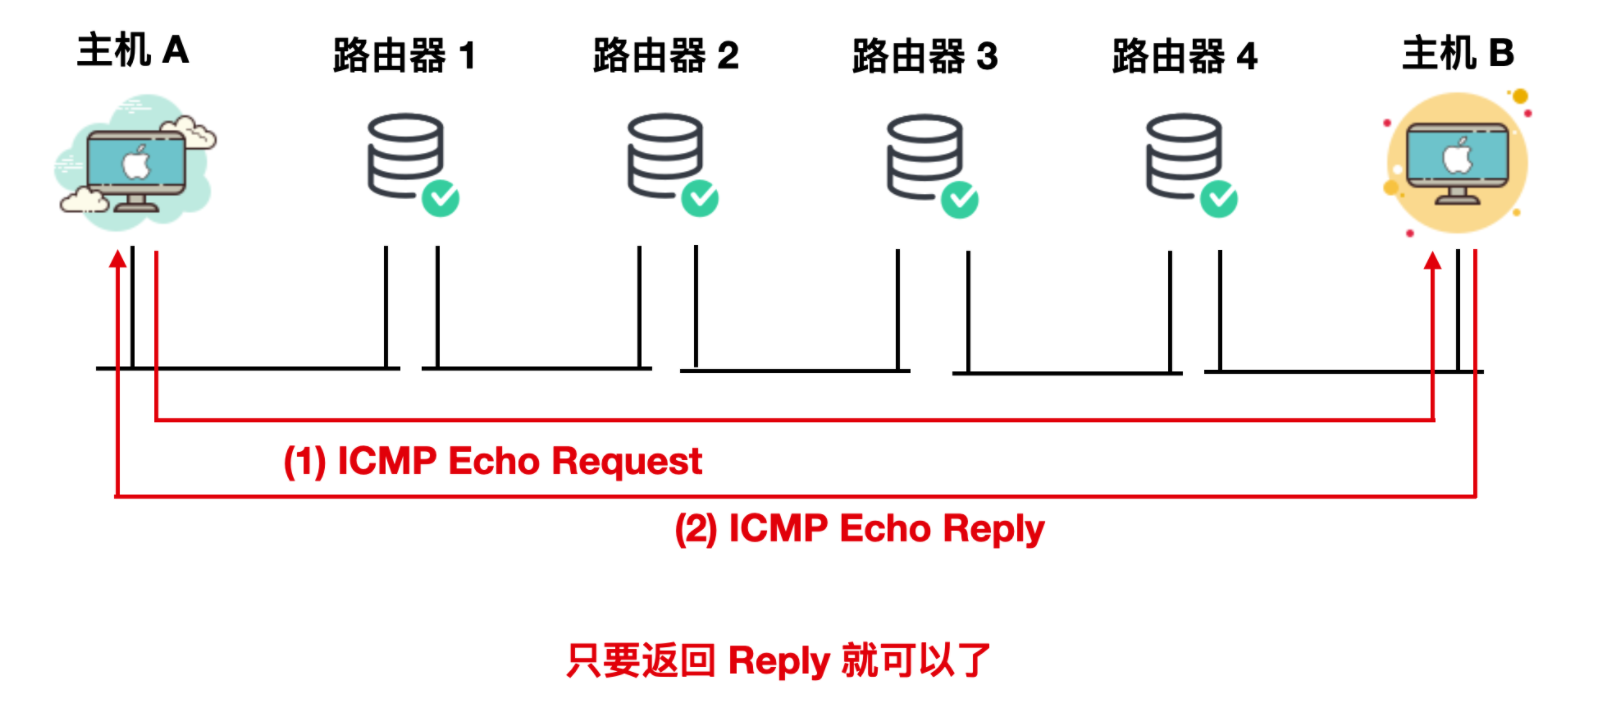 主机 A 路由器 1 路由器 2 路由器 3 路由器 4 主机 B
(1) ICMP Echo Request
(2) ICMP Echo Reply
只要返回 Reply 就可以了